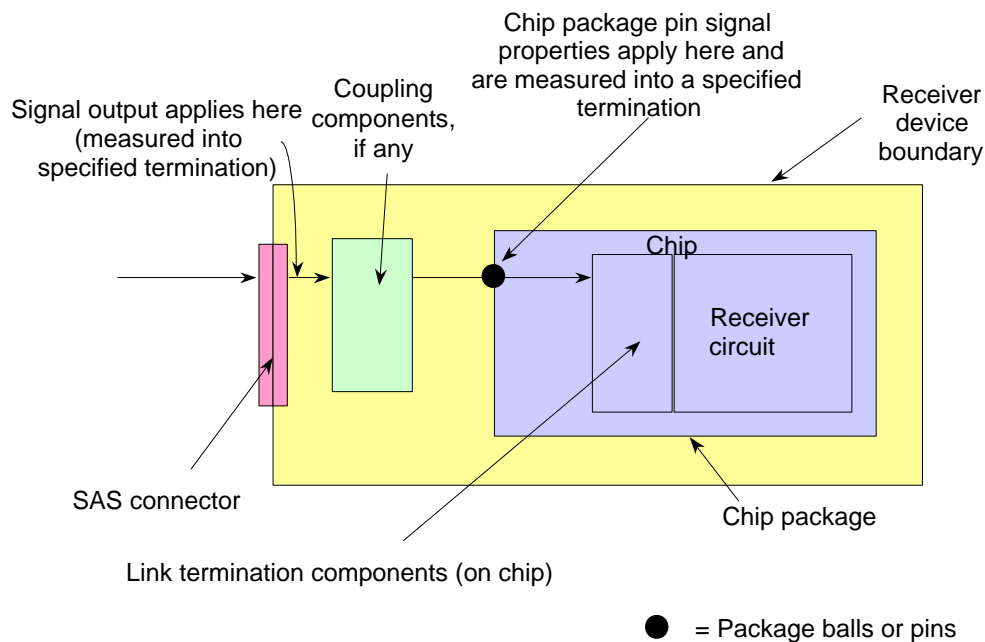 Chip package pin signal
properties apply here and
are measured into a specified
termination
Coupling
components,
if any
Signal output applies here
(measured into
specified termination)
Receiver
device
boundary
Chip
Receiver
circuit
SAS connector
Chip package
Link termination components (on chip)
= Package balls or pins